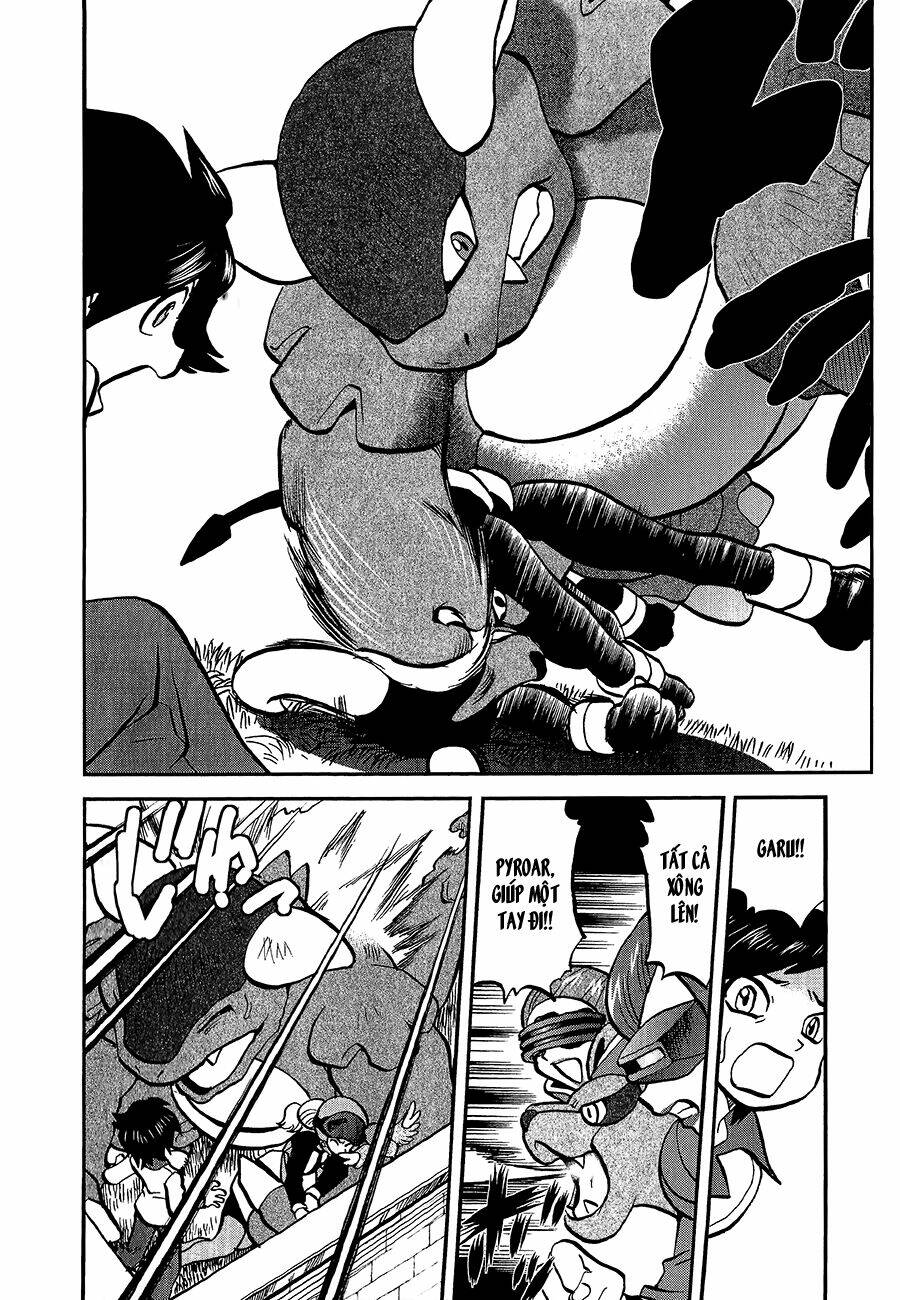 GARU!!
TẤT CẢ
XÔNG
LÊN!
PYROAR,
GIÚP MỘT
TAY ĐI!!